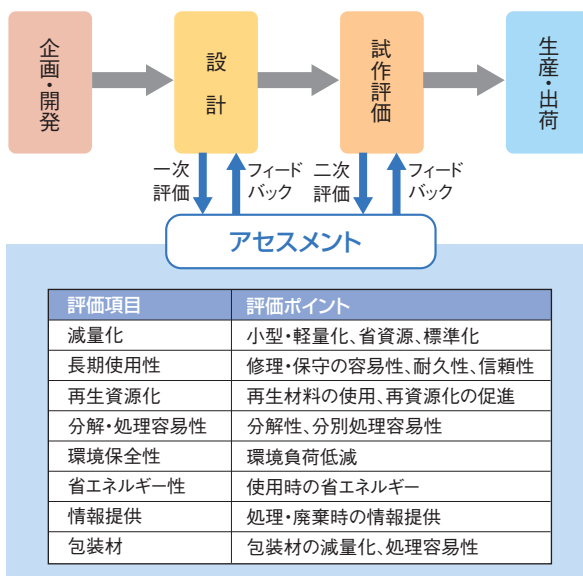 企画・開発
設計
試作評価
生産・出荷
一次
評価
フィード
バック
二次
評価
フィード
バック
アセスメント
評価項目 評価ポイント
減量化 小型・軽量化、省資源、標準化
長期使用性 修理・保守の容易性、耐久性、信頼性
再生資源化 再生材料の使用、再資源化の促進
分解・処理容易性 分解性、分別処理容易性
環境保全性 環境負荷低減
省エネルギー性 使用時の省エネルギー
情報提供 処理・廃棄時の情報提供
包装材 包装材の減量化、処理容易性